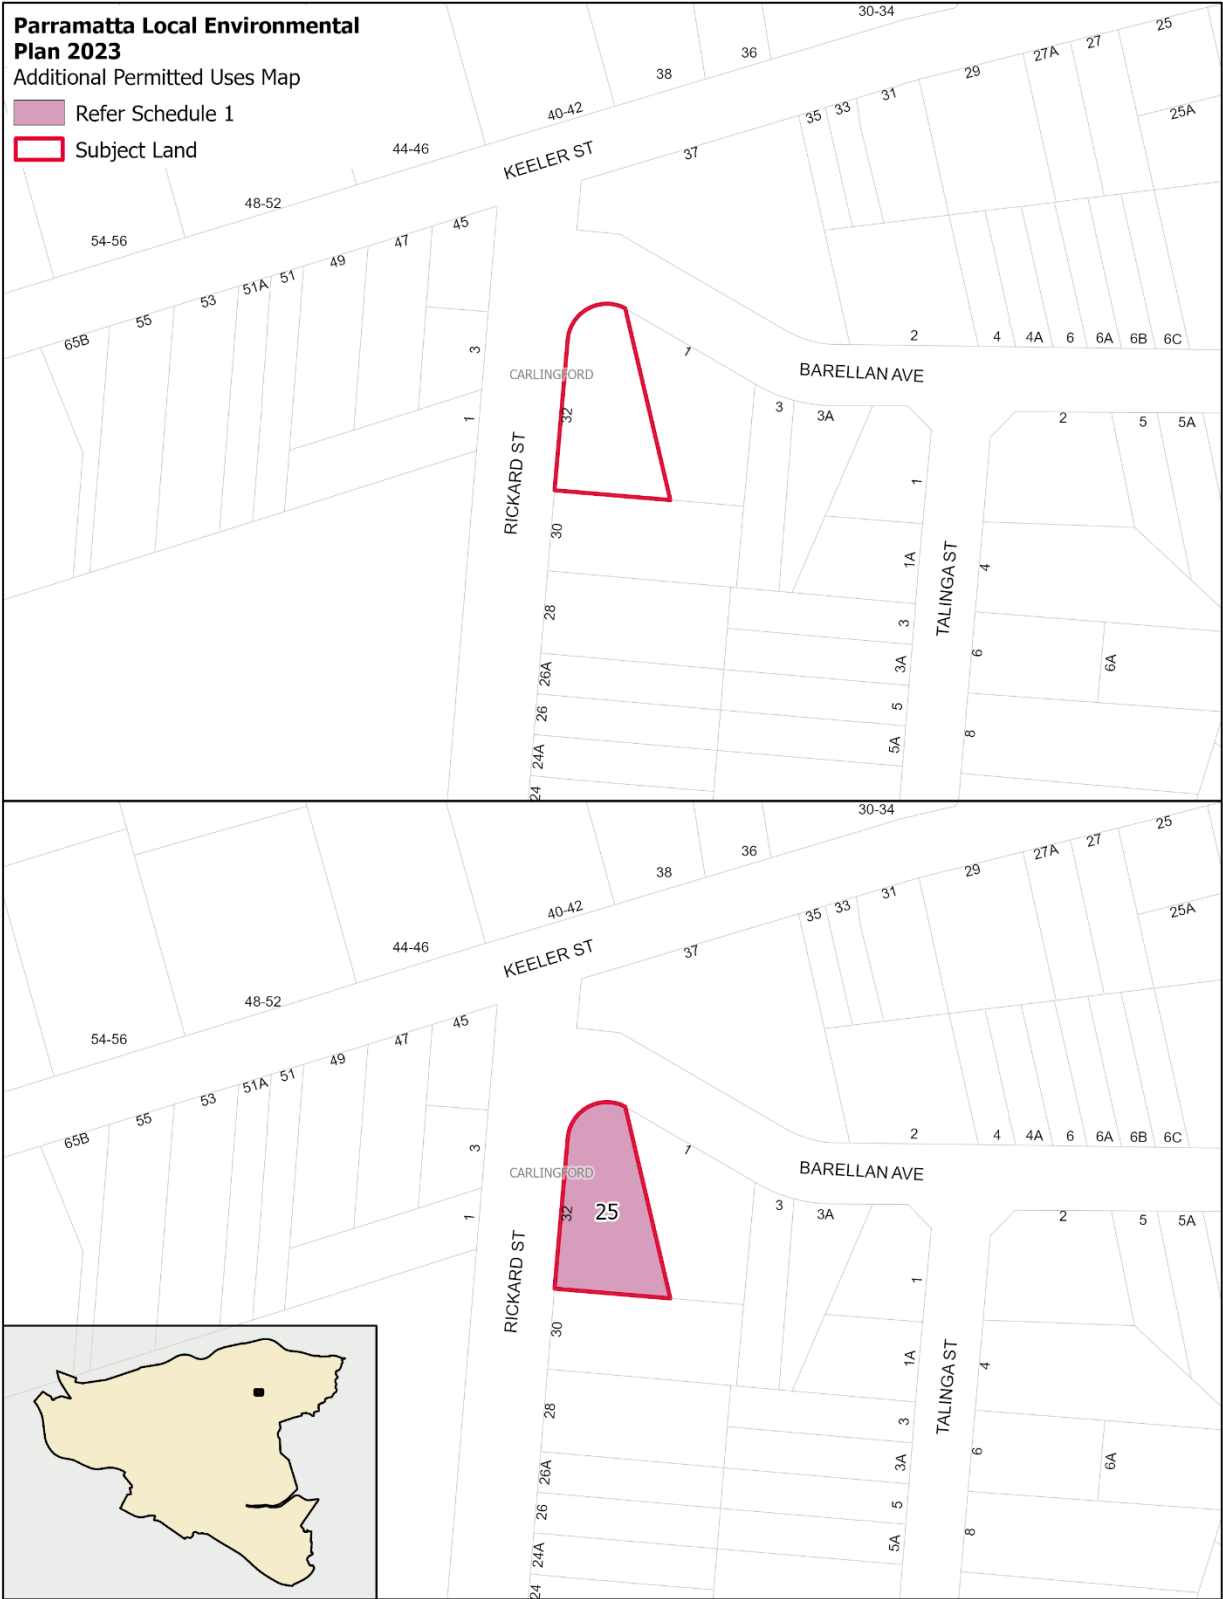 Parramatta Local Environmental
Plan 2023
Additional Permitted Uses Map
Refer Schedule 1
Subject Land
30-34
36
38
40-42
44-46
48-52
54-56
KEELER ST
25
27
27A
29
31
33
35
37
25A
45
47
49
51
51A
53
55
65B
3
1
CARLINGFORD
32
1
RICKARD ST
30
28
26A
26
24A
24
2
4
4A
6
6A
6B
6C
BARELLAN AVE
3
3A
2
5
5A
1
1A
3
3A
5
5A
TALINGA ST
4
6
6A
8
30-34
36
38
40-42
44-46
48-52
54-56
KEELER ST
25
27
27A
29
31
33
35
37
25A
45
47
49
51
51A
53
55
65B
3
1
CARLINGFORD
32
25
1
RICKARD ST
30
28
26A
26
24A
24
2
4
4A
6
6A
6B
6C
BARELLAN AVE
3
3A
2
5
5A
1
1A
3
3A
5
5A
TALINGA ST
4
6
6A
8